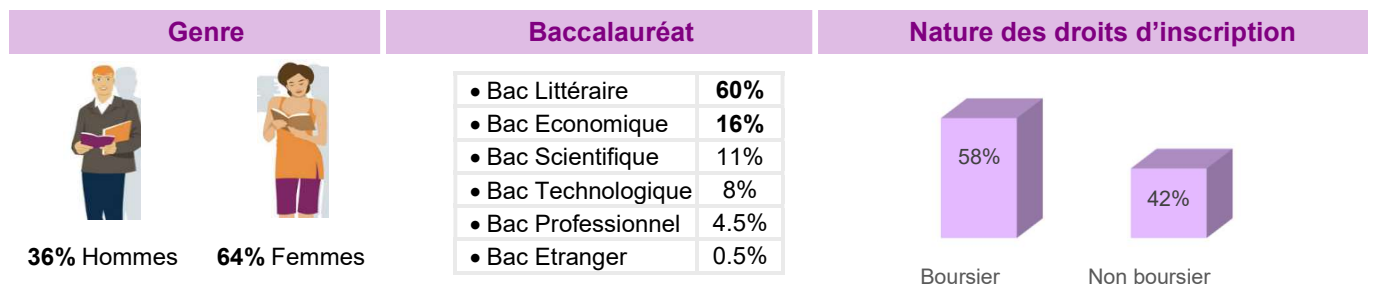 Genre
36% Hommes 64% Femmes
Baccalauréat
• Bac Littéraire 60%
• Bac Economique 16%
• Bac Scientifique 11%
• Bac Technologique 8%
• Bac Professionnel 4.5%
• Bac Etranger 0.5%
Nature des droits d’inscription
58% 42%
Boursier Non boursier